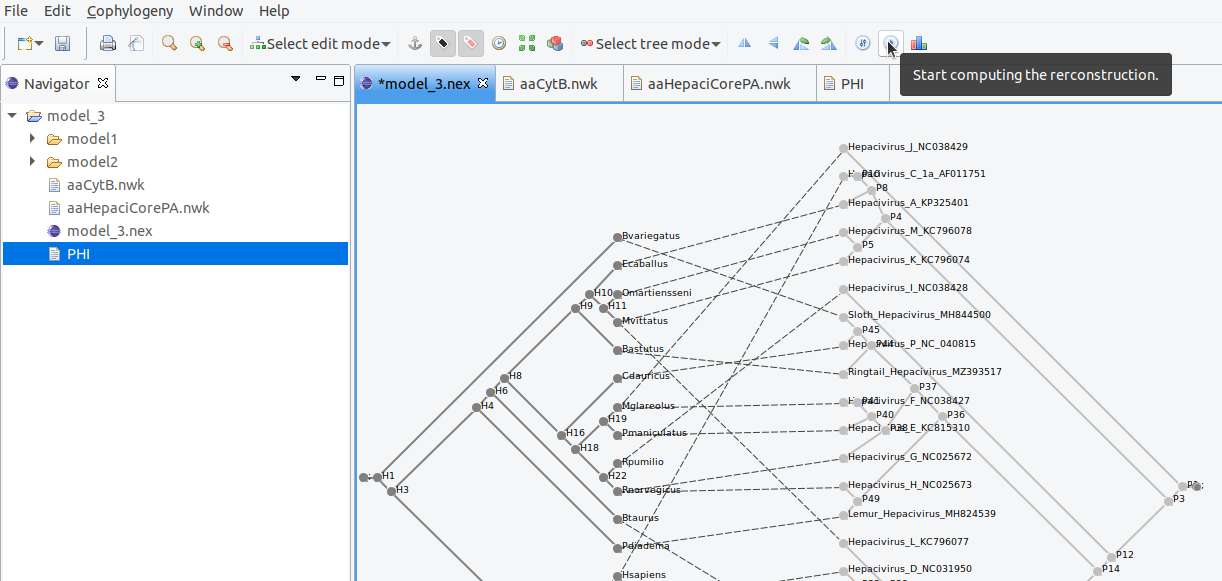 File Edit Cophylogeny Window Help
Select edit mode Select tree mode
Start computing the rerconstruction.
Navigator
*model_3.nex aaCytB.nwk aaHepaciCorePA.nwk PHI
model_3
model1
model2
aaCytB.nwk
aaHepaciCorePA.nwk
model_3.nex
PHI
Hepacivirus_J_NC038429
P10
Hepacivirus_C_1a_AF011751
P8
Hepacivirus_A_KP325401
P4
Hepacivirus_M_KC796078
P5
Hepacivirus_K_KC796074
Hepacivirus_I_NC038428
Sloth_Hepacivirus_MH844500
P45
Hepacivirus_P_NC_040815
P44
Ringtail_Hepacivirus_MZ393517
P37
Hepacivirus_F_NC038427
P41
P40
P36
Hepacivirus_E_KC815310
P38
Hepacivirus_G_NC025672
Hepacivirus_H_NC025673
P49
Lemur_Hepacivirus_MH824539
Hepacivirus_L_KC796077
Hepacivirus_D_NC031950
P3
P12
P14
Bvariegatus
Ecaballus
H10
Omartiensseni
H9
H11
Mvittatus
Bastutus
H8
Cdauricus
H6
H4
Mglareolus
H19
H16
Pmaniculatus
H18
Rpumilio
H22
H1
H3
Rnorvegicus
Btaurus
Pdiadema
Hsapiens